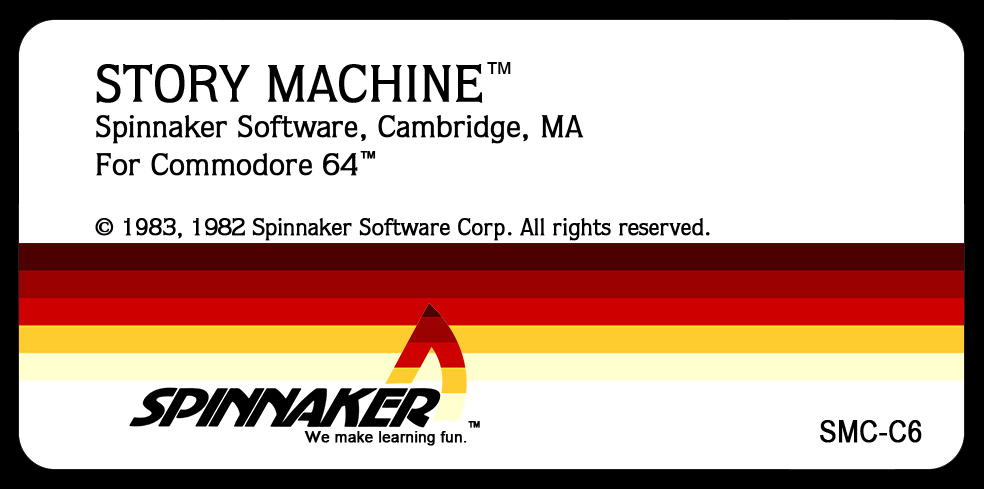 STORY MACHINE™
Spinnaker Software, Cambridge, MA
For Commodore 64™
© 1983, 1982 Spinnaker Software Corp. All rights reserved.
SPINNAKER™
We make learning fun.
SMC-C6